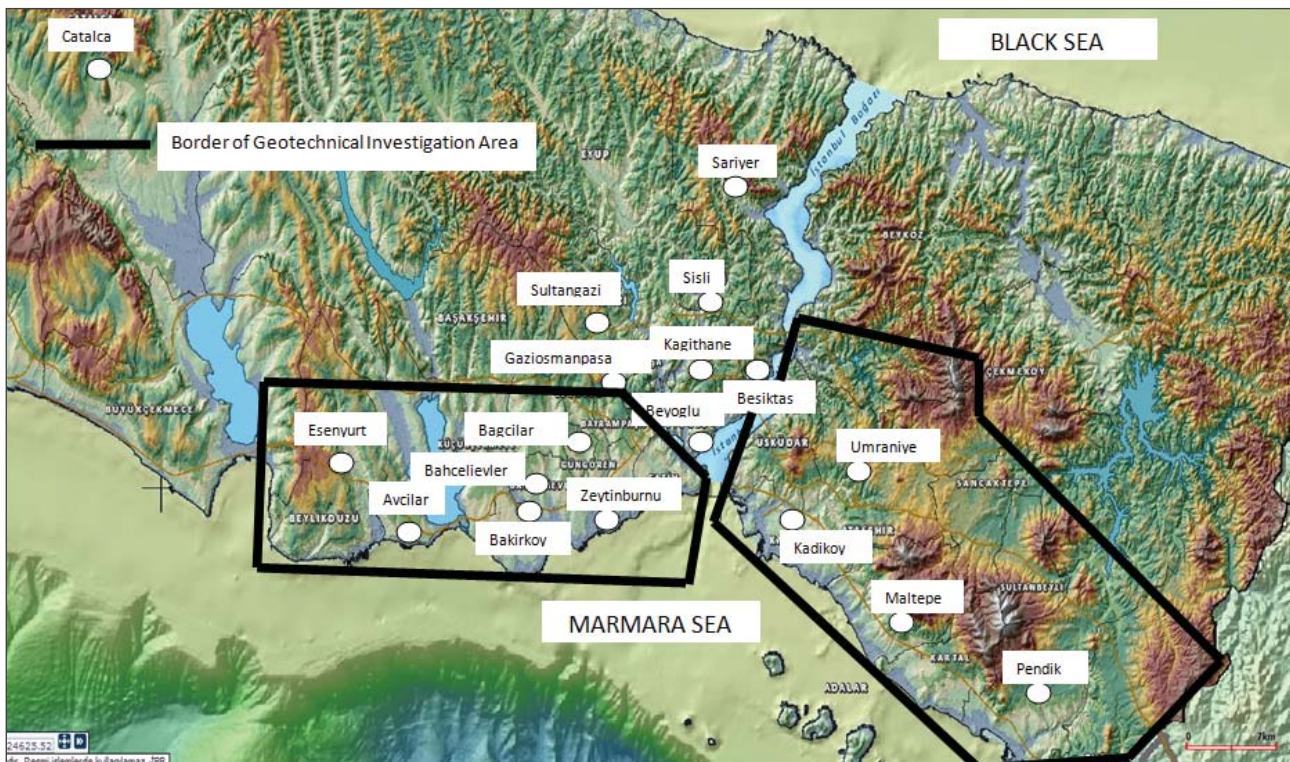 Catalca
BLACK SEA
Border of Geotechnical Investigation Area
EYUP
İstanbul Boğazı
Sariyer
BEYKOZ
Sisli
Sultangazi
BAŞAKŞEHİR
Kagithane
Gaziosmanpasa
ÇEKMEKÖY
BÜYÜKÇEKMECE
Besiktas
Beyoglu
Esenyurt
Bagcilar
USKUDAR
Umraniye
GÜNGÖREN
Bahcelievler
SANCAKTEPE
Avcilar
Zeytinburnu
BEYLIKDUZU
Bakirkoy
Kadikoy
SULTANBEYLI
Maltepe
MARMARA SEA
KARTAL
Pendik
ADALAR
24625.52
0 7km